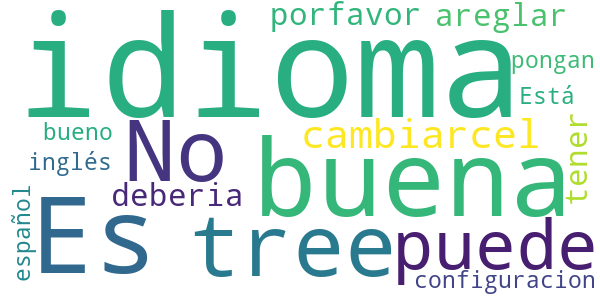 porfavor areglar
idioma
pongan
Está
bueno No cambiarcel tener
inglés buena
deberia
español Es tree puede
configuracion